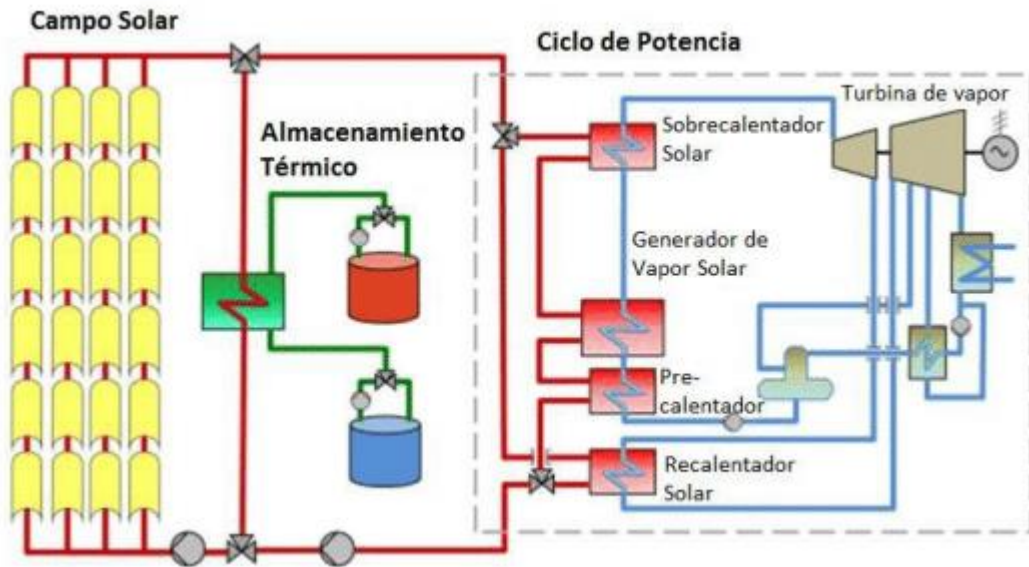 Campo Solar
Ciclo de Potencia
Turbina de vapor
Almacenamiento
Térmico
Sobrecalentador
Solar
Generador de
Vapor Solar
Pre-
calentador
Recalentador
Solar